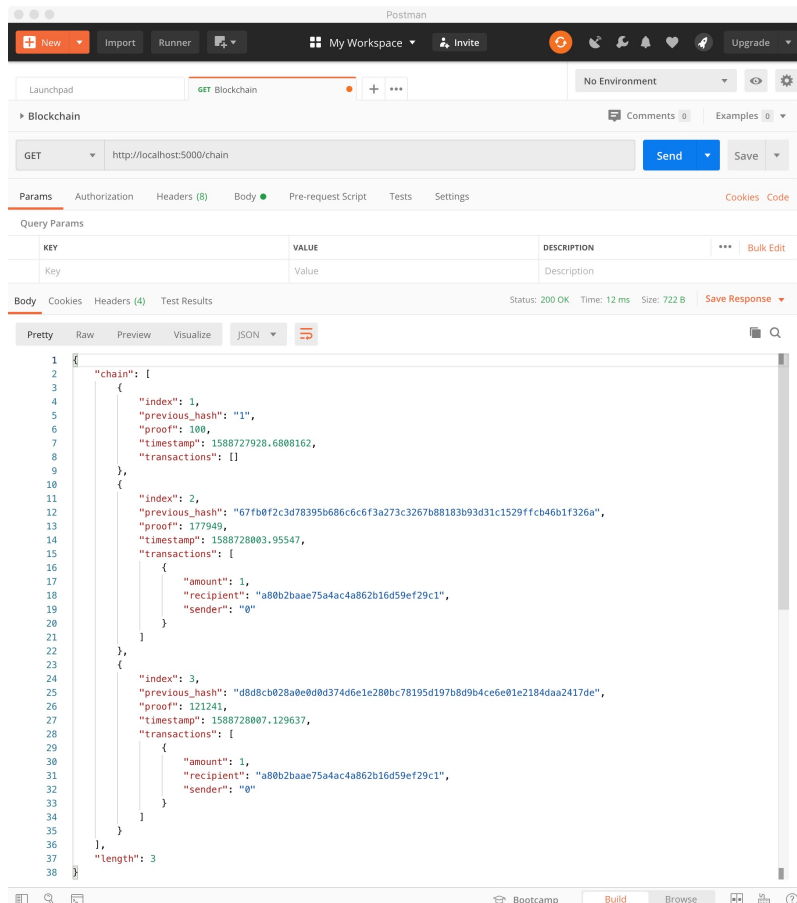 Postman
New Import Runner My Workspace Invite Upgrade
No Environment
Launchpad GET Blockchain
Blockchain Comments 0 Examples 0
GET http://localhost:5000/chain Send Save
Params Authorization Headers (8) Body Pre-request Script Tests Settings Cookies Code
Query Params
KEY VALUE DESCRIPTION Bulk Edit
Key Value Description
Body Cookies Headers (4) Test Results Status: 200 OK Time: 12 ms Size: 722 B Save Response
Pretty Raw Preview Visualize JSON
1 {
2 "chain": [
3 {
4 "index": 1,
5 "previous_hash": "1",
6 "proof": 100,
7 "timestamp": 1588727928.6808162,
8 "transactions": []
9 },
10 {
11 "index": 2,
12 "previous_hash": "67fb0f2c3d78395b686c6c6f3a273c3267b88183b93d31c1529ffcb46b1f326a",
13 "proof": 177949,
14 "timestamp": 1588728003.95547,
15 "transactions": [
16 {
17 "amount": 1,
18 "recipient": "a80b2baae75a4ac4a862b16d59ef29c1",
19 "sender": "0"
20 }
21 ]
22 },
23 {
24 "index": 3,
25 "previous_hash": "d8d8cb028a0e0d0d374d6e1e280bc78195d197b8d9b4ce6e01e2184daa2417de",
26 "proof": 121241,
27 "timestamp": 1588728007.129637,
28 "transactions": [
29 {
30 "amount": 1,
31 "recipient": "a80b2baae75a4ac4a862b16d59ef29c1",
32 "sender": "0"
33 }
34 ]
35 }
36 ],
37 "length": 3
38 }
Bootcamp Build Browse